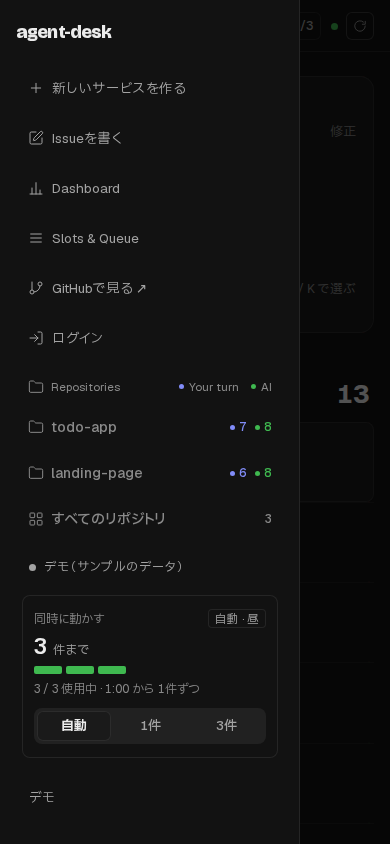 agent-desk
/3
新しいサービスを作る
Issueを書く
修正
Dashboard
Slots & Queue
GitHubで見る ↗
/ K で選ぶ
ログイン
Repositories Your turn AI
13
todo-app 7 8
landing-page 6 8
すべてのリポジトリ 3
デモ（サンプルのデータ）
同時に動かす 自動 · 昼
3 件まで
3 / 3 使用中 · 1:00 から 1件ずつ
自動 1件 3件
デモ